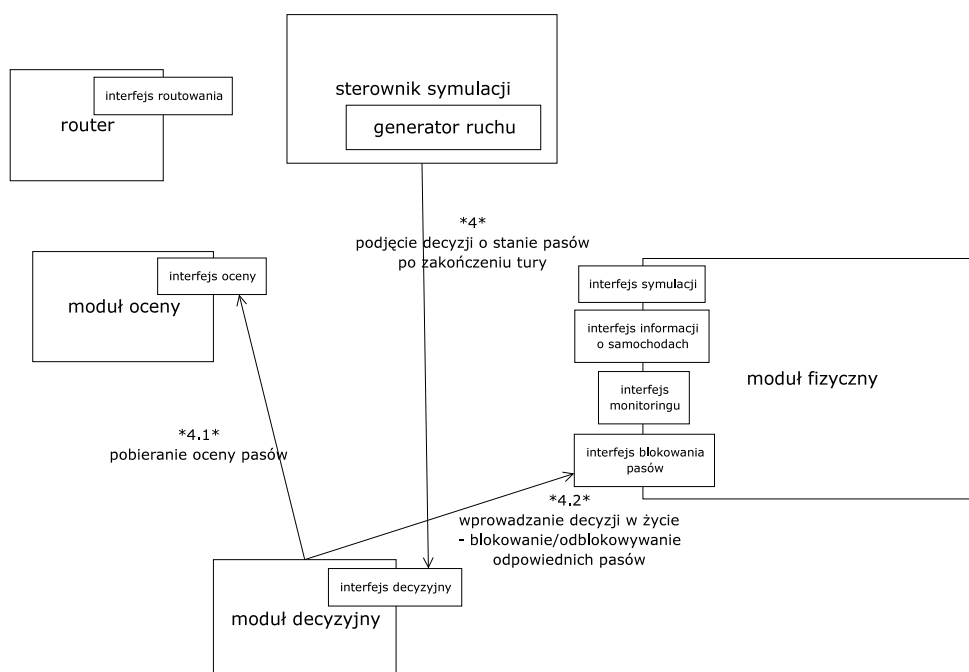 interfejs routowania
router
sterownik symulacji
generator ruchu
*4*
podjęcie decyzji o stanie pasów
po zakończeniu tury
interfejs oceny
moduł oceny
interfejs symulacji
interfejs informacji
o samochodach
interfejs
monitoringu
interfejs blokowania
pasów
moduł fizyczny
*4.1*
pobieranie oceny pasów
*4.2*
wprowadzanie decyzji w życie
- blokowanie/odblokowywanie
odpowiednich pasów
interfejs decyzyjny
moduł decyzyjny